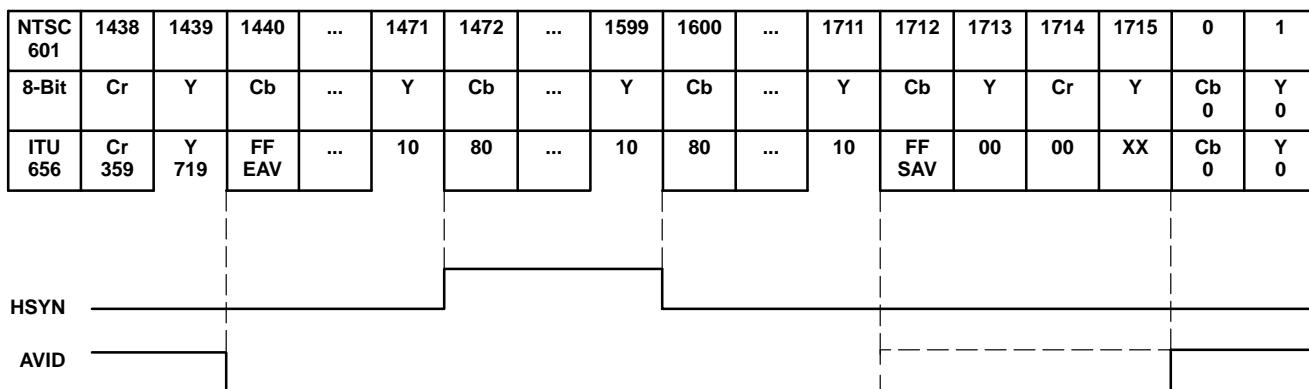 NTSC 601 1438 1439 1440 ... 1471 1472 ... 1599 1600 ... 1711 1712 1713 1714 1715 0 1
8-Bit Cr Y Cb ... Y Cb ... Y Cb ... Y Cb Y Cr Y Cb 0 Y 0
ITU 656 Cr 359 Y 719 FF EAV ... 10 80 ... 10 80 ... 10 FF SAV 00 00 XX Cb 0 Y 0
HSYN
AVID